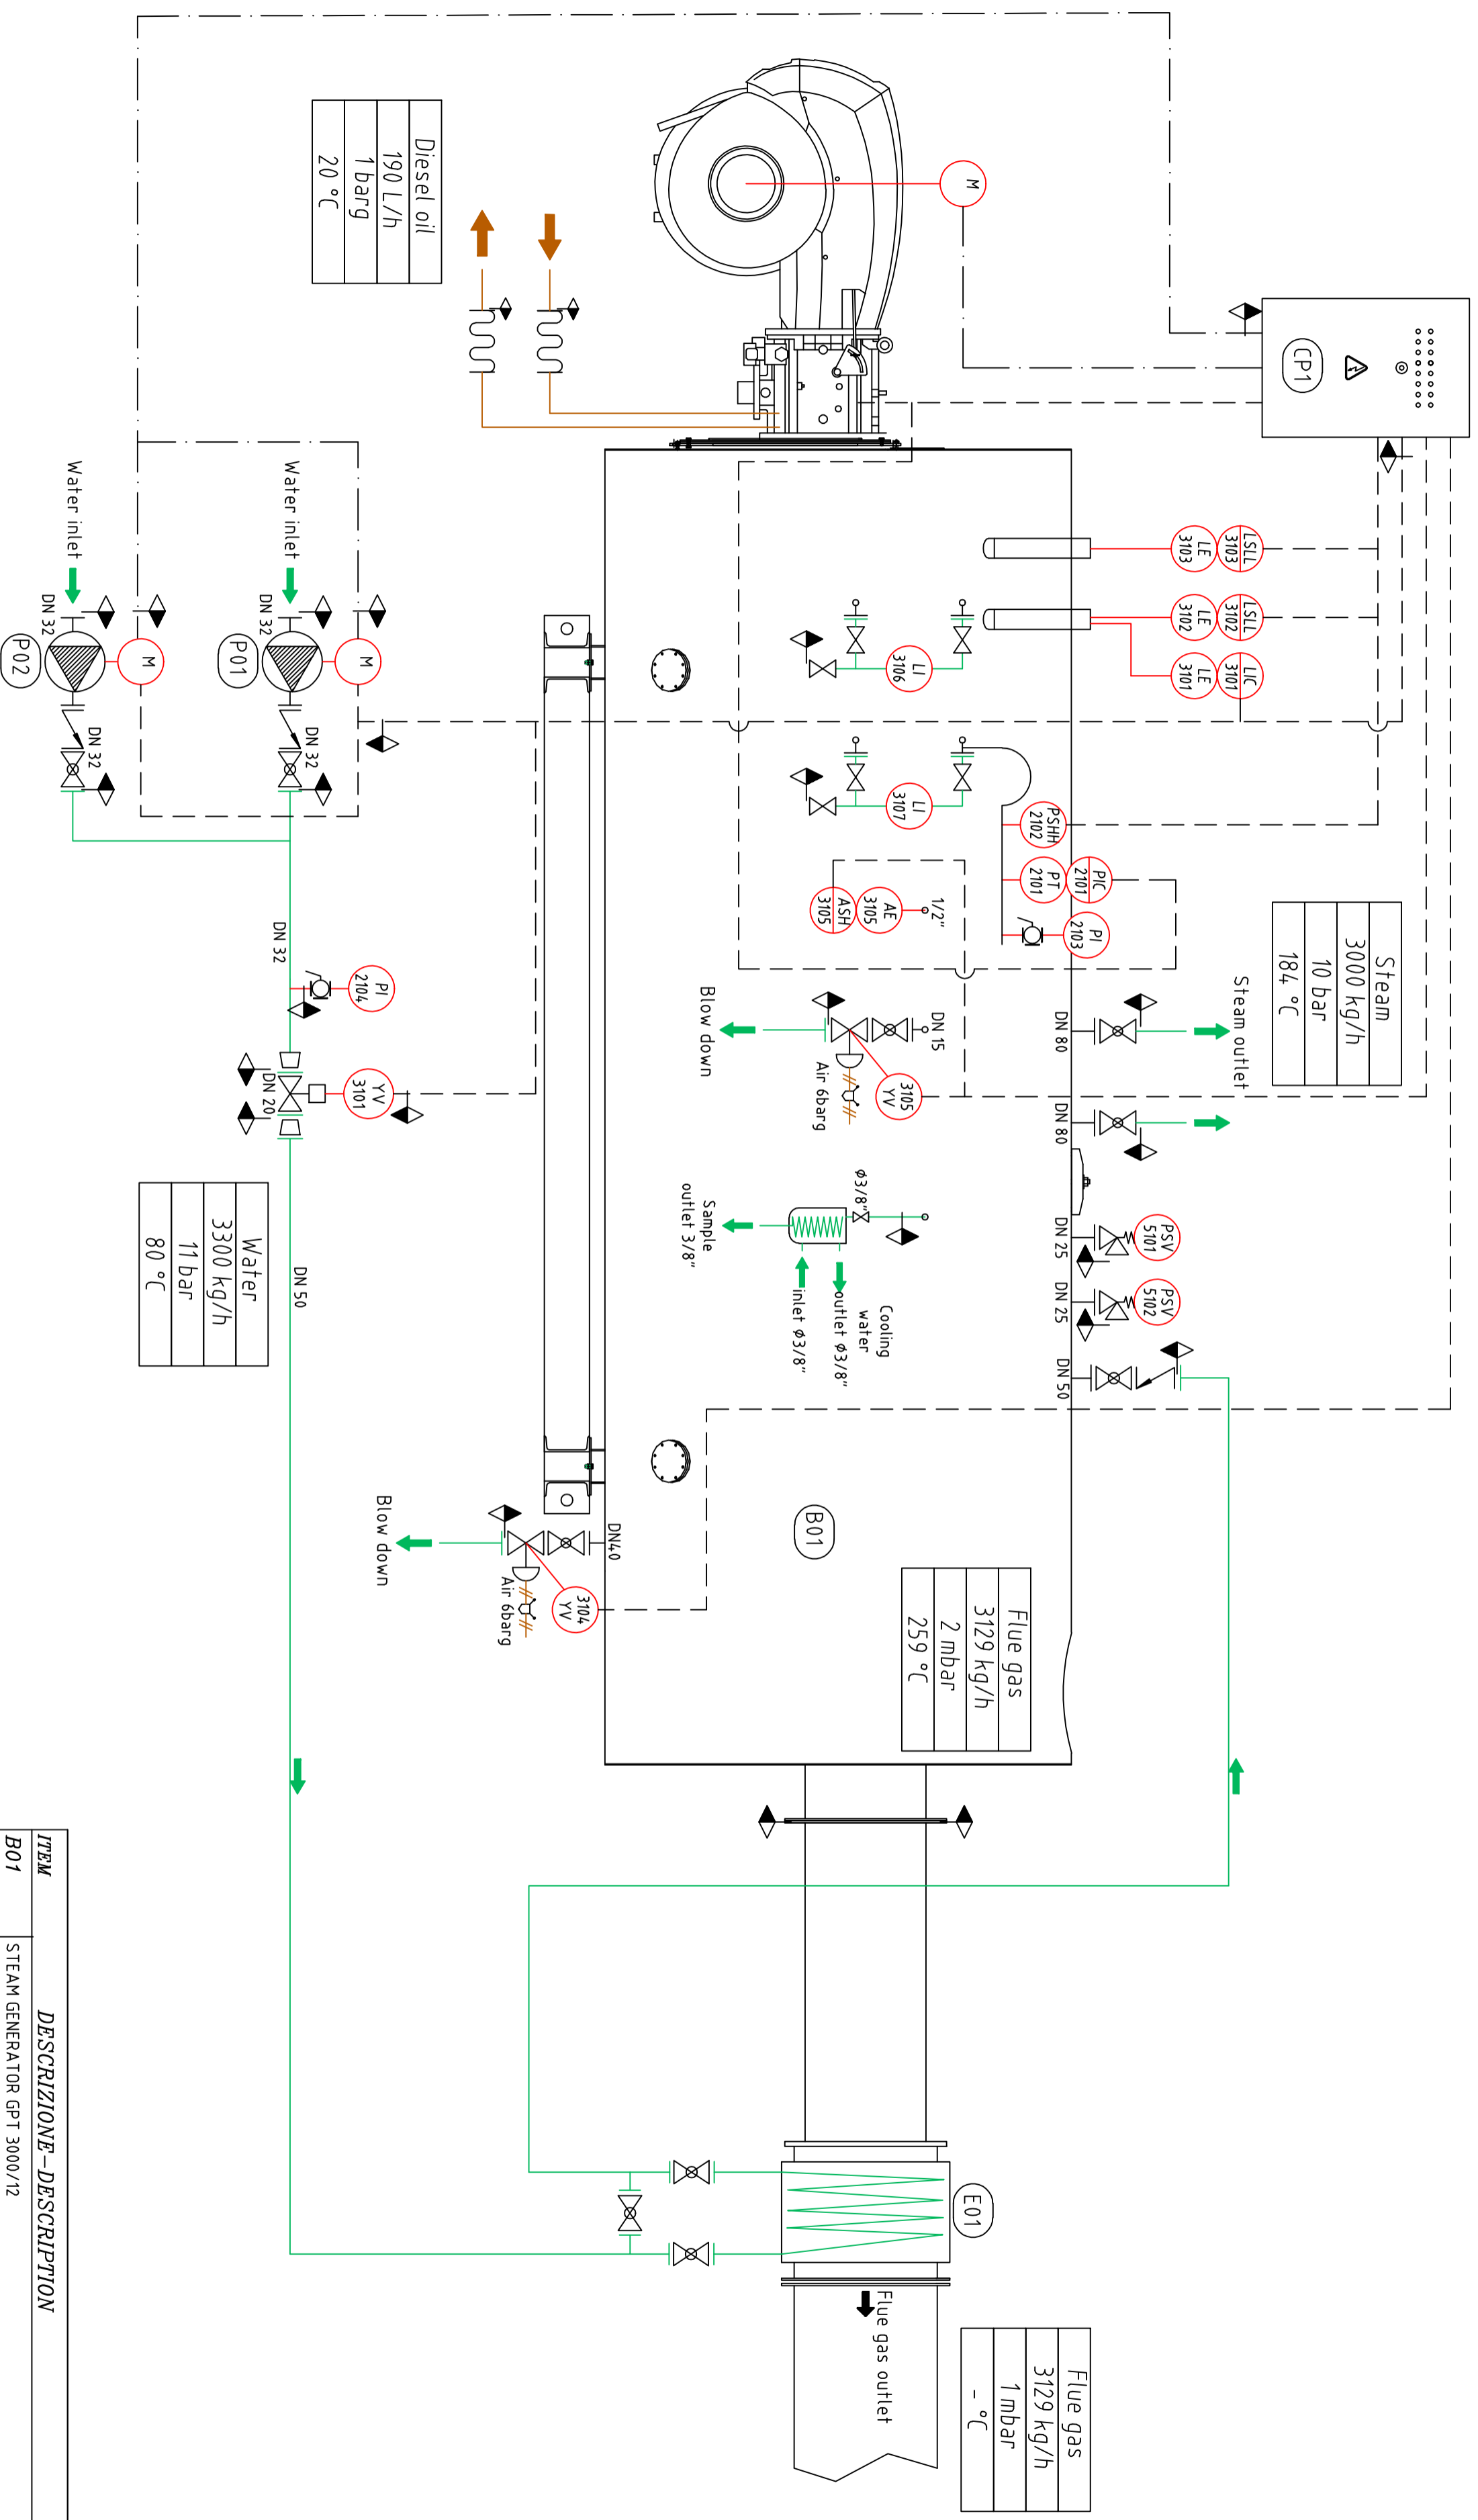 CP1
M
Diesel oil
190 L/h
1 barg
20 °C
LSLL
3103
LE
3103
LSLL
3102
LE
3102
LIC
3101
LE
3101
LI
3106
LI
3107
PSHH
2102
PIC
2101
PT
2101
PI
2103
1/2"
AE
3105
ASH
3105
Steam
3000 kg/h
10 bar
184 °C
Steam outlet
DN 80
DN 80
DN 15
3105
YV
Air 6barg
Blow down
Ø3/8"
Sample
outlet 3/8"
Cooling
water
outlet Ø3/8"
inlet Ø3/8"
PSV
5101
DN 25
PSV
5102
DN 25
DN 50
B01
Flue gas
3129 kg/h
2 mbar
259 °C
DN40
3104
YV
Air 6barg
Blow down
Water inlet
DN 32
M
P01
DN 32
Water inlet
DN 32
M
P02
DN 32
DN 32
PI
2104
YV
3101
DN 20
DN 50
Water
3300 kg/h
11 bar
80 °C
E01
Flue gas outlet
Flue gas
3129 kg/h
1 mbar
- °C
ITEM DESCRIZIONE-DESCRIPTION
B01 STEAM GENERATOR GPT 3000/12